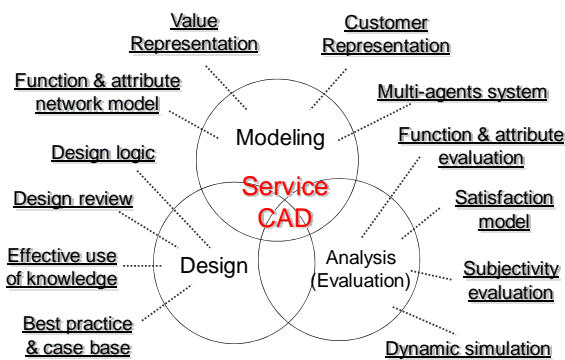 Value
Representation
Customer
Representation
Function & attribute
network model
Multi-agents system
Modeling
Function & attribute
evaluation
Design logic
Service
CAD
Design review
Satisfaction
model
Effective use
of knowledge
Design
Analysis
(Evaluation)
Subjectivity
evaluation
Best practice
& case base
Dynamic simulation